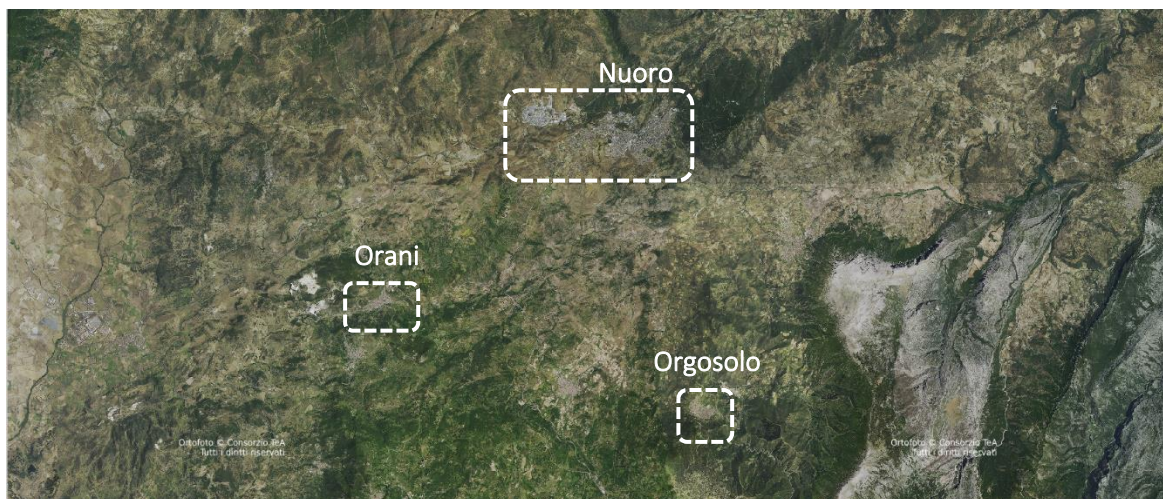 Nuoro
Orani
Orgosolo
Ortofoto © Consorzio TeA
Tutti i diritti riservati
Ortofoto © Consorzio TeA
Tutti i diritti riservati